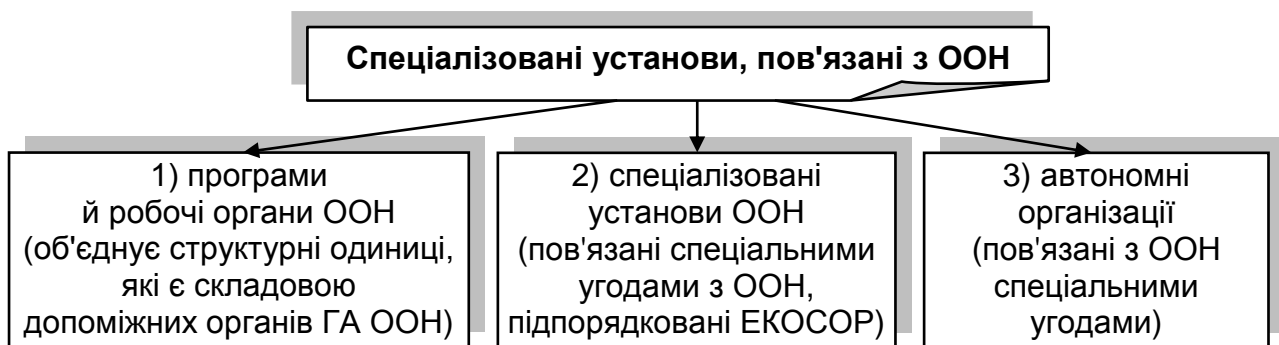 Спеціалізовані установи, пов'язані з ООН
1) програми
й робочі органи ООН
(об'єднує структурні одиниці,
які є складовою
допоміжних органів ГА ООН)
2) спеціалізовані
установи ООН
(пов'язані спеціальними
угодами з ООН,
підпорядковані ЕКОСОР)
3) автономні
організації
(пов'язані з ООН
спеціальними
угодами)